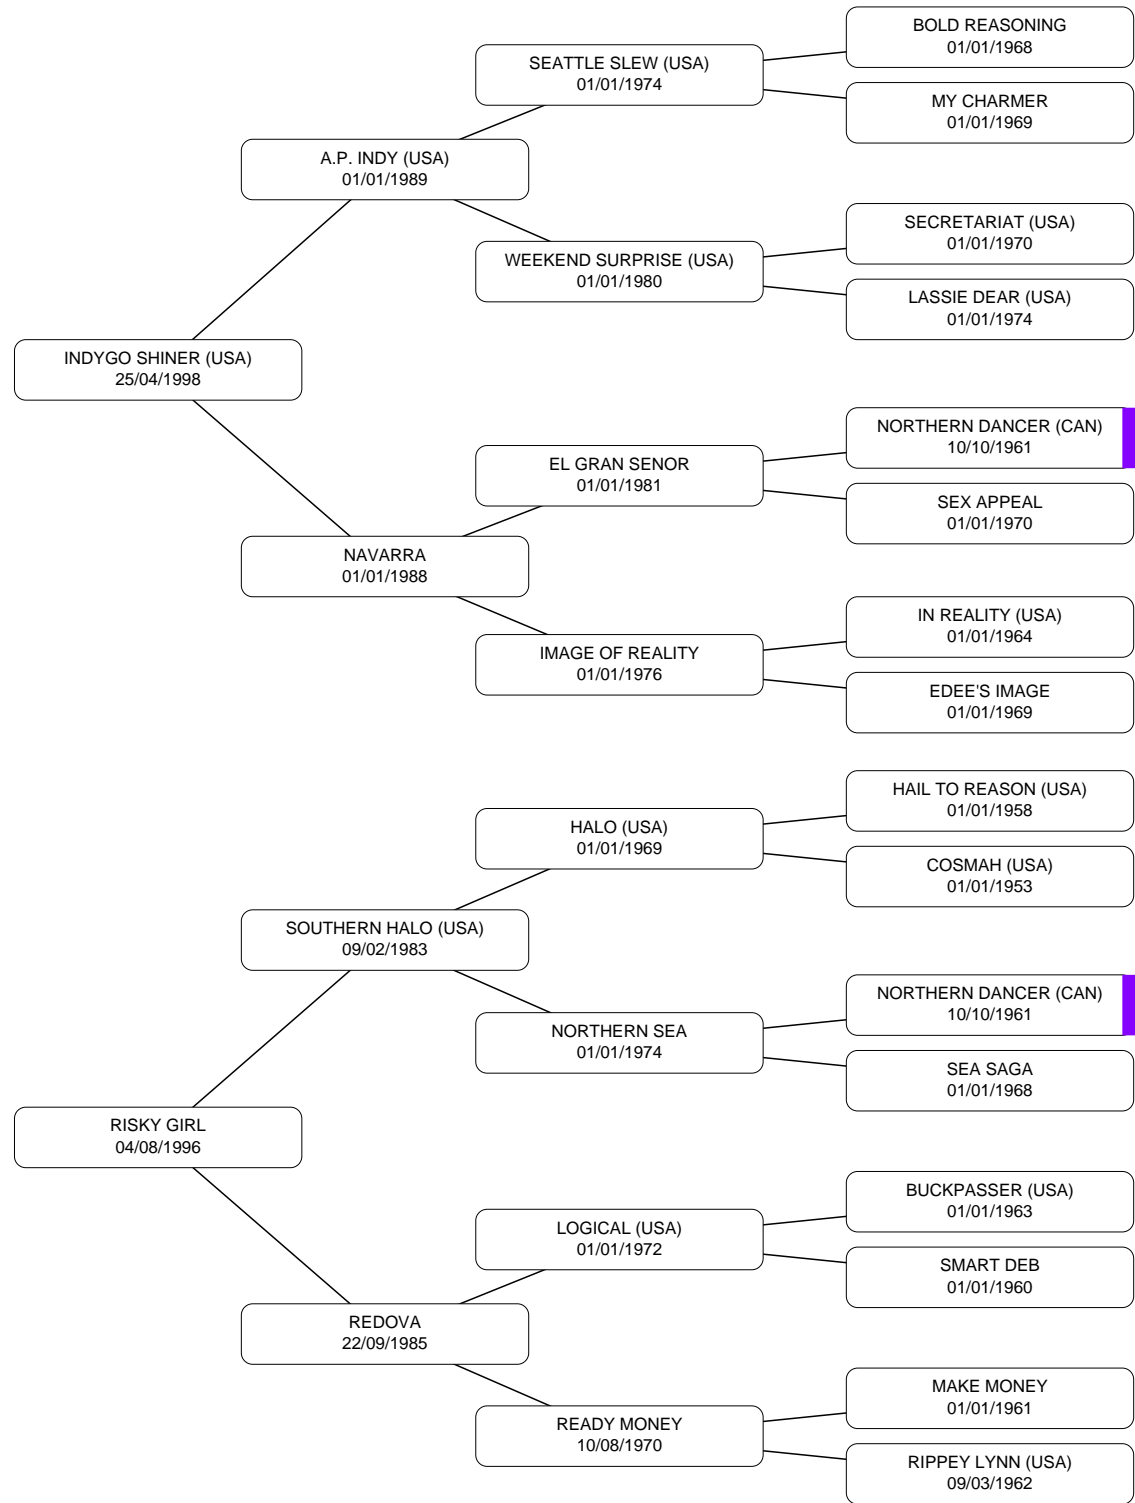 BOLD REASONING
01/01/1968
SEATTLE SLEW (USA)
01/01/1974
MY CHARMER
01/01/1969
A.P. INDY (USA)
01/01/1989
SECRETARIAT (USA)
01/01/1970
WEEKEND SURPRISE (USA)
01/01/1980
LASSIE DEAR (USA)
01/01/1974
INDYGO SHINER (USA)
25/04/1998
NORTHERN DANCER (CAN)
10/10/1961
EL GRAN SENOR
01/01/1981
SEX APPEAL
01/01/1970
NAVARRA
01/01/1988
IN REALITY (USA)
01/01/1964
IMAGE OF REALITY
01/01/1976
EDEE'S IMAGE
01/01/1969
HAIL TO REASON (USA)
01/01/1958
HALO (USA)
01/01/1969
COSMAH (USA)
01/01/1953
SOUTHERN HALO (USA)
09/02/1983
NORTHERN DANCER (CAN)
10/10/1961
NORTHERN SEA
01/01/1974
SEA SAGA
01/01/1968
RISKY GIRL
04/08/1996
BUCKPASSER (USA)
01/01/1963
LOGICAL (USA)
01/01/1972
SMART DEB
01/01/1960
REDOVA
22/09/1985
MAKE MONEY
01/01/1961
READY MONEY
10/08/1970
RIPPEY LYNN (USA)
09/03/1962